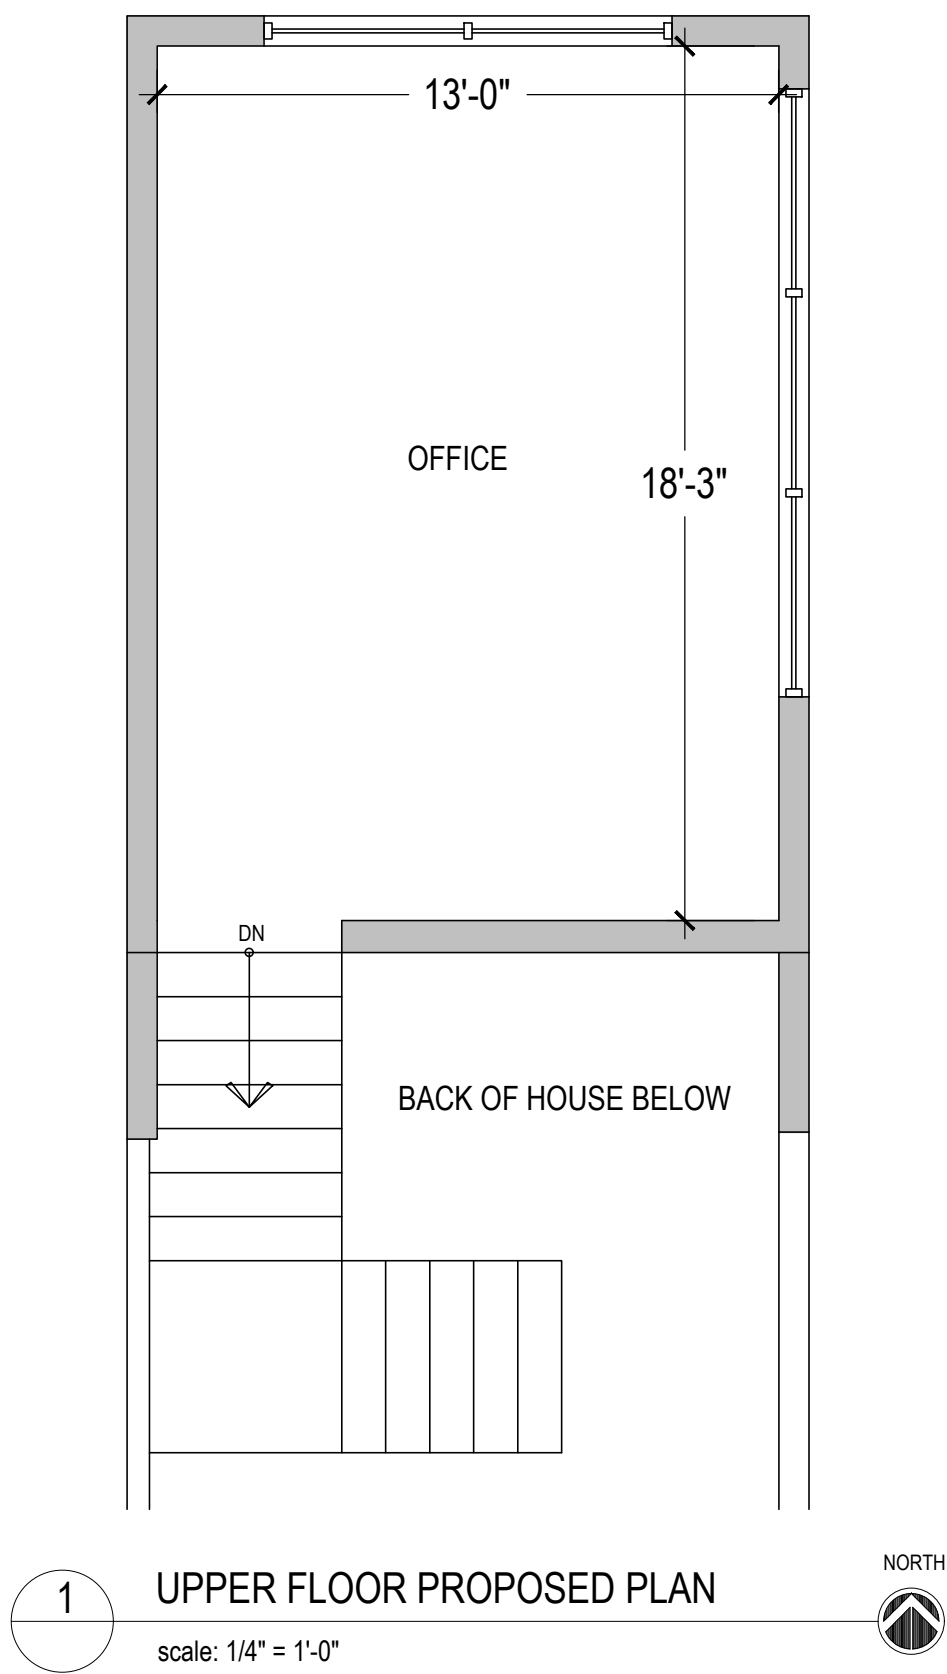 13'-0"
OFFICE
18'-3"
DN
BACK OF HOUSE BELOW
1
UPPER FLOOR PROPOSED PLAN
scale: 1/4" = 1'-0"
NORTH